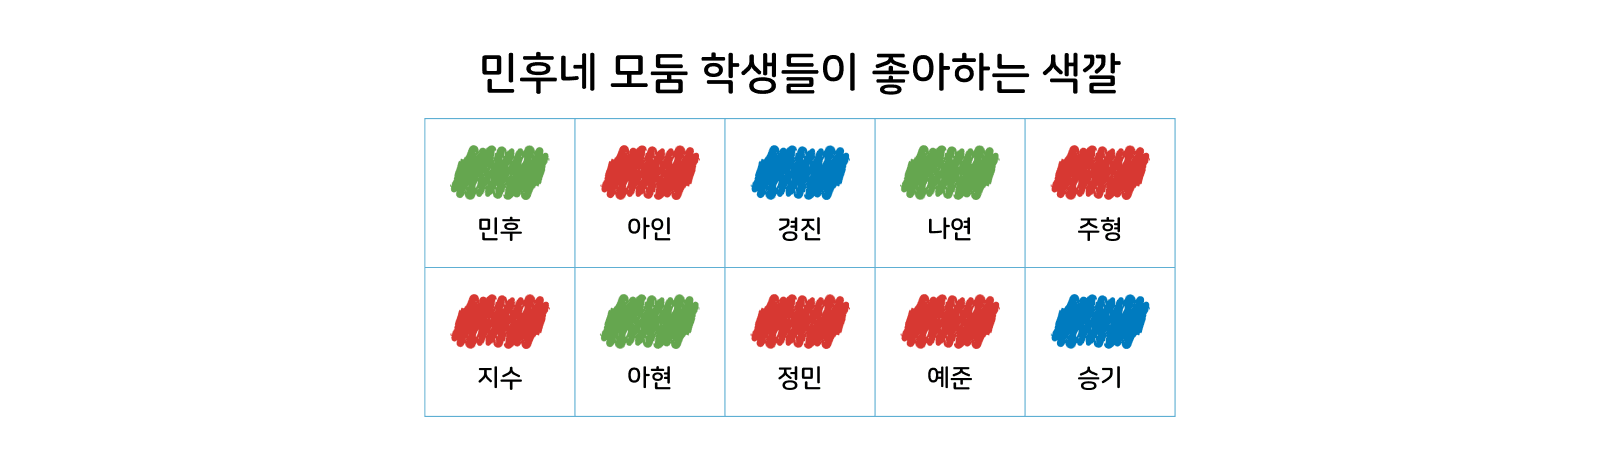 민후네 모둠 학생들이 좋아하는 색깔
민후 아인 경진 나연 주형
지수 아현 정민 예준 승기